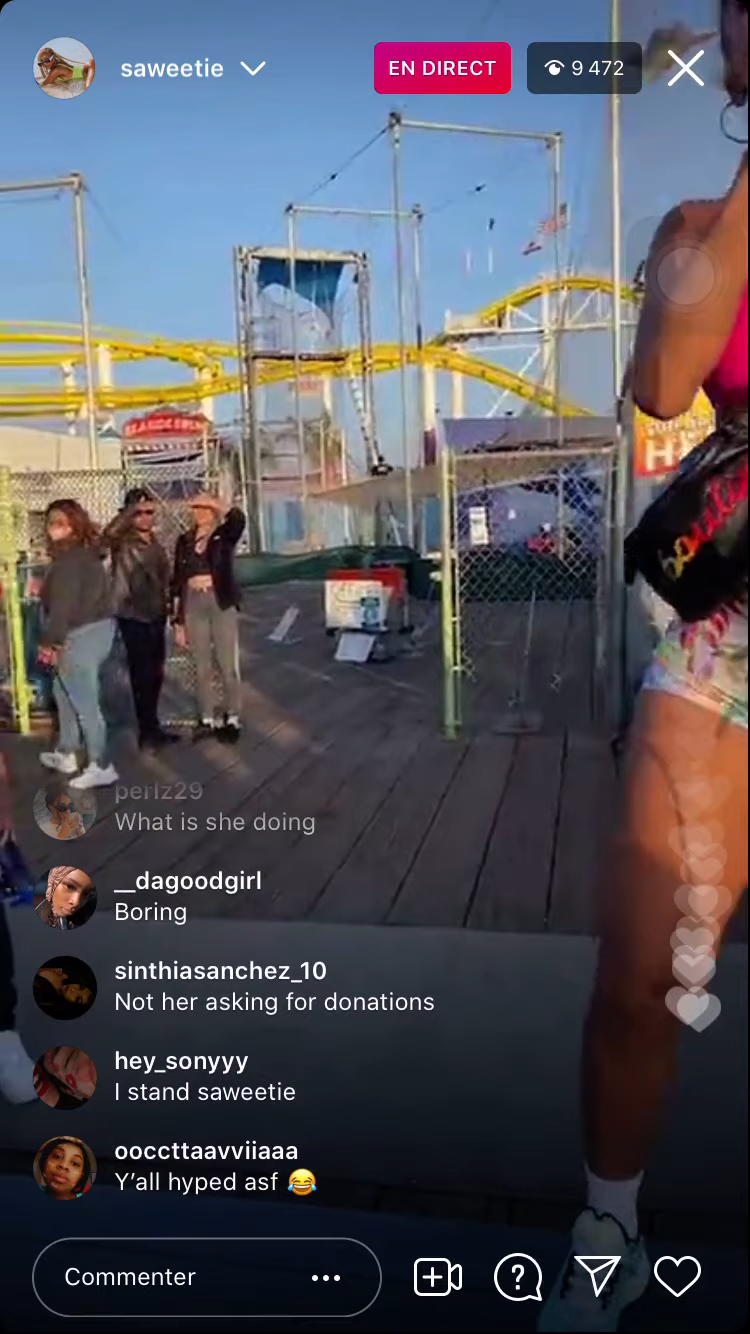 saweetie
EN DIRECT
9 472
perlz29
What is she doing
__dagoodgirl
Boring
sinthiasanchez_10
Not her asking for donations
hey_sonyyy
I stand saweetie
ooccttaavviiaaa
Y’all hyped asf 😂
Commenter